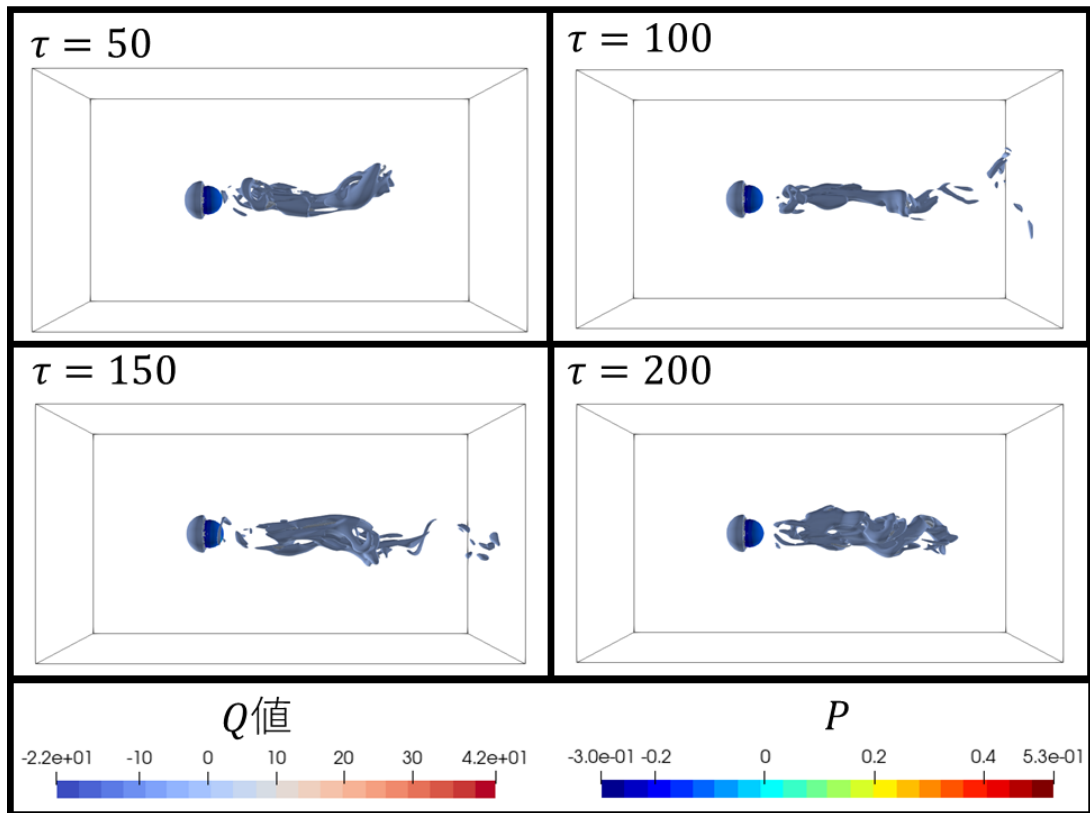 τ = 50
τ = 100
τ = 150
τ = 200
Q値
-2.2e+01 -10 0 10 20 30 4.2e+01
P
-3.0e-01 -0.2 0 0.2 0.4 5.3e-01